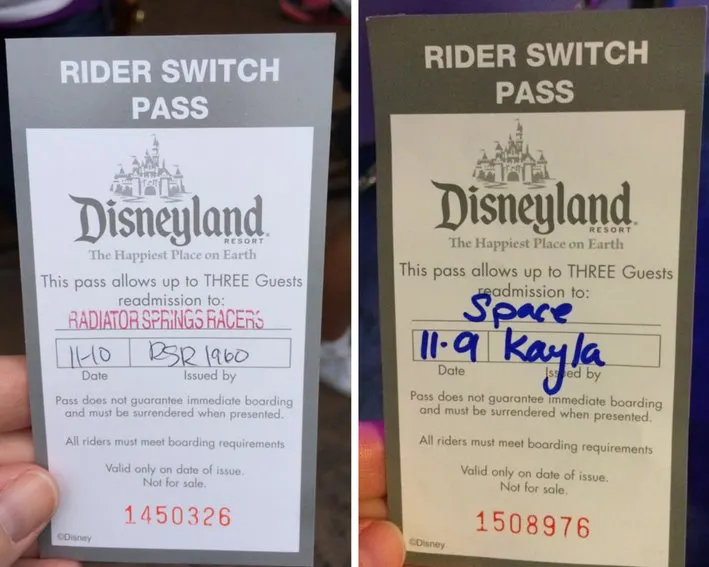 RIDER SWITCH
PASS
Disneyland
RESORT
The Happiest Place on Earth
This pass allows up to THREE Guests
readmission to:
RADIATOR SPRINGS RACERS
11-10 RSR 1960
Date Issued by
Pass does not guarantee immediate boarding
and must be surrendered when presented.
All riders must meet boarding requirements
Valid only on date of issue.
Not for sale.
1450326
©Disney
RIDER SWITCH
PASS
Disneyland
RESORT
The Happiest Place on Earth
This pass allows up to THREE Guests
readmission to:
Space
11.9 Kayla
Date Issued by
Pass does not guarantee immediate boarding
and must be surrendered when presented.
All riders must meet boarding requirements
Valid only on date of issue.
Not for sale.
1508976
©Disney